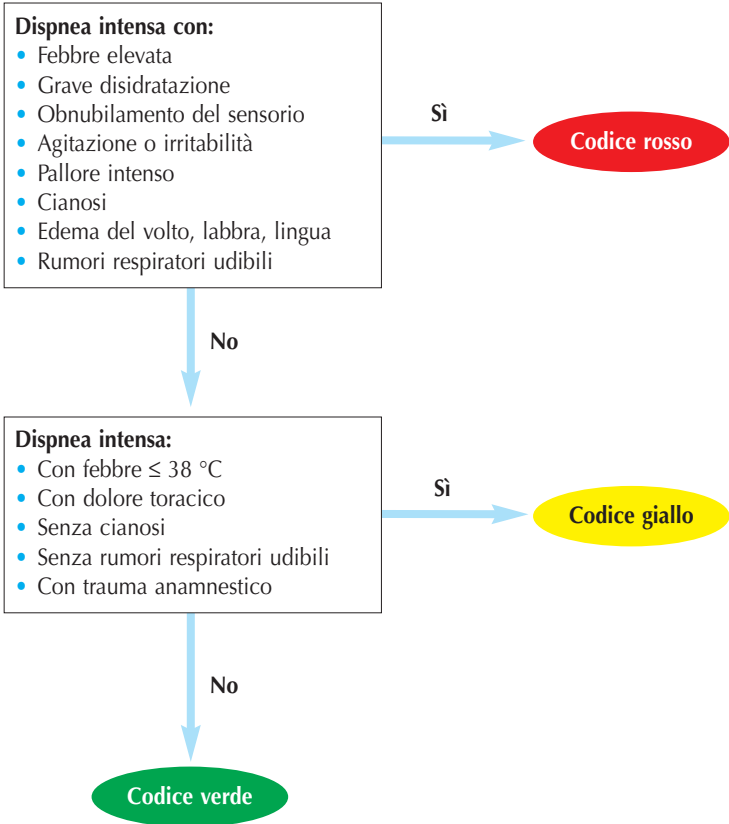 Dispnea intensa con:
• Febbre elevata
• Grave disidratazione
• Obnubilamento del sensorio
• Agitazione o irritabilità
• Pallore intenso
• Cianosi
• Edema del volto, labbra, lingua
• Rumori respiratori udibili
Sì
Codice rosso
No
Dispnea intensa:
• Con febbre ≤ 38 °C
• Con dolore toracico
• Senza cianosi
• Senza rumori respiratori udibili
• Con trauma anamnestico
Sì
Codice giallo
No
Codice verde